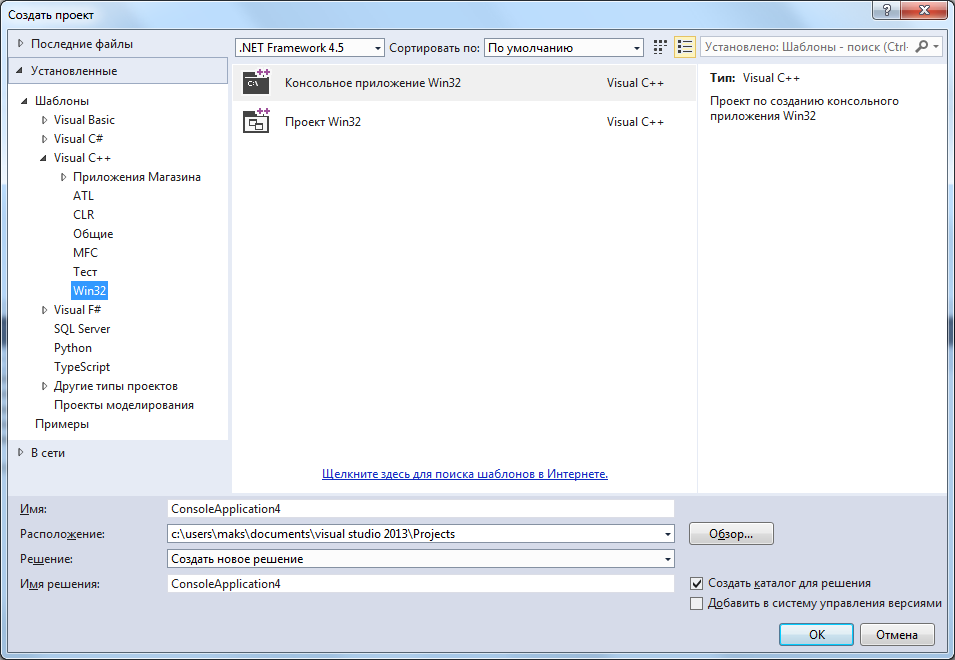 Создать проект
Последние файлы
Установленные
Шаблоны
Visual Basic
Visual C#
Visual C++
Приложения Магазина
ATL
CLR
Общие
MFC
Тест
Win32
Visual F#
SQL Server
Python
TypeScript
Другие типы проектов
Проекты моделирования
Примеры
В сети
.NET Framework 4.5 Сортировать по: По умолчанию
Установлено: Шаблоны - поиск (Ctrl-
Консольное приложение Win32 Visual C++
Проект Win32 Visual C++
Щелкните здесь для поиска шаблонов в Интернете.
Тип: Visual C++
Проект по созданию консольного
приложения Win32
Имя: ConsoleApplication4
Расположение: c:\users\maks\documents\visual studio 2013\Projects Обзор...
Решение: Создать новое решение
Имя решения: ConsoleApplication4
Создать каталог для решения
Добавить в систему управления версиями
OK Отмена